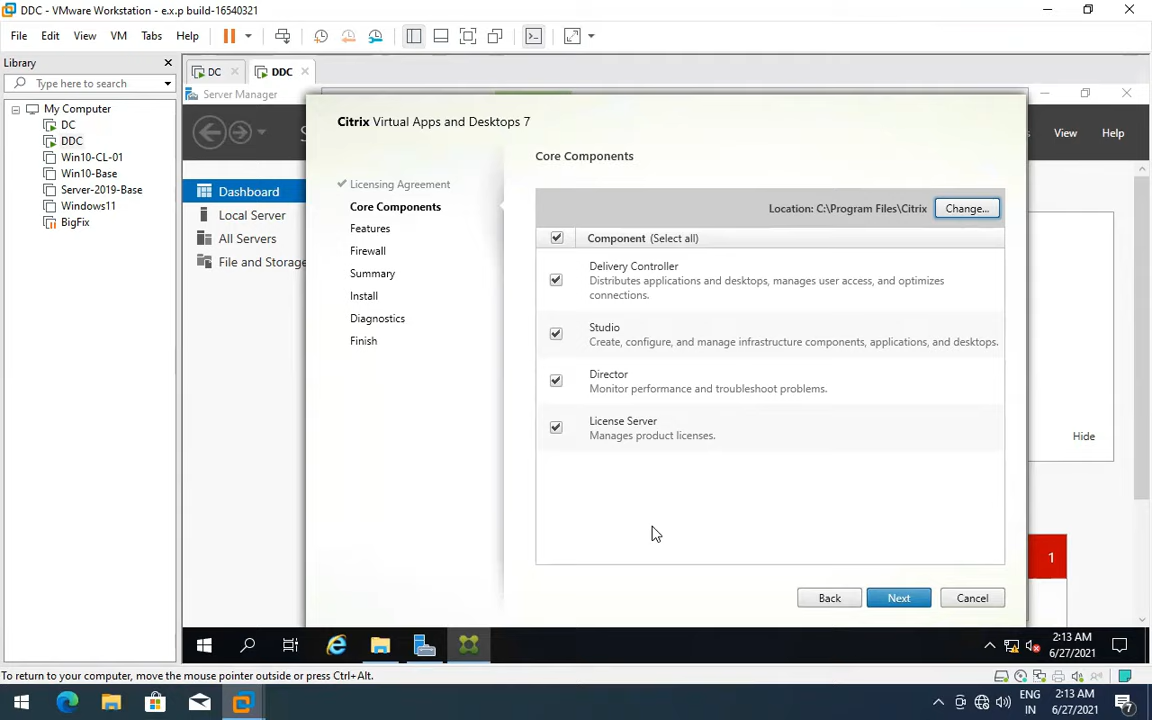 DDC - VMware Workstation - e.x.p build-16540321
File Edit View VM Tabs Help
Library
Type here to search
My Computer
DC
DDC
Win10-CL-01
Win10-Base
Server-2019-Base
Windows11
BigFix
DC
DDC
Server Manager
View Help
Dashboard
Local Server
All Servers
File and Storage
Hide
1
Citrix Virtual Apps and Desktops 7
Licensing Agreement
Core Components
Features
Firewall
Summary
Install
Diagnostics
Finish
Core Components
Location: C:\Program Files\Citrix Change...
Component (Select all)
Delivery Controller
Distributes applications and desktops, manages user access, and optimizes
connections.
Studio
Create, configure, and manage infrastructure components, applications, and desktops.
Director
Monitor performance and troubleshoot problems.
License Server
Manages product licenses.
Back Next Cancel
2:13 AM
6/27/2021
To return to your computer, move the mouse pointer outside or press Ctrl+Alt.
ENG
IN
2:13 AM
6/27/2021
7